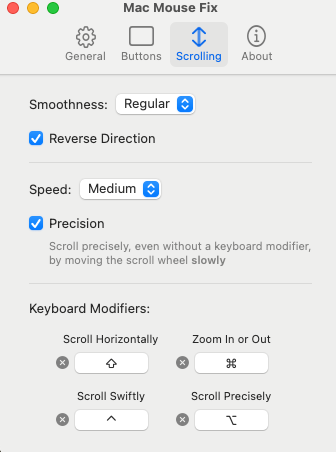 Mac Mouse Fix
General Buttons Scrolling About
Smoothness: Regular
Reverse Direction
Speed: Medium
Precision
Scroll precisely, even without a keyboard modifier,
by moving the scroll wheel slowly
Keyboard Modifiers:
Scroll Horizontally Zoom In or Out
⇧ ⌘
Scroll Swiftly Scroll Precisely
^ ⌥